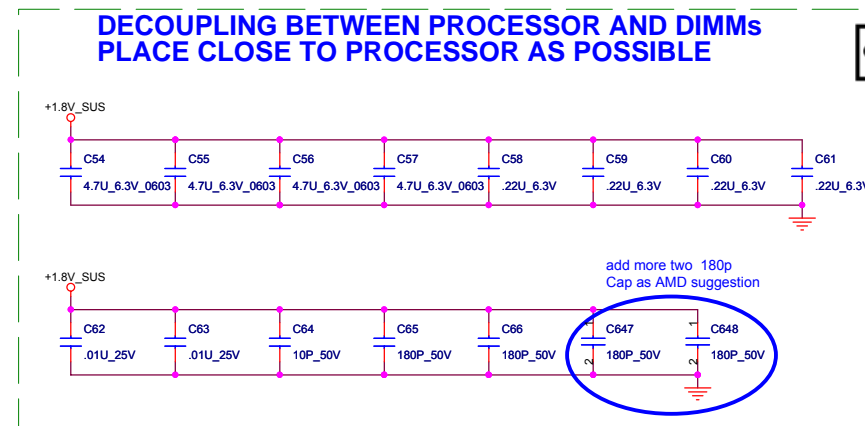 DECOUPLING BETWEEN PROCESSOR AND DIMMs
PLACE CLOSE TO PROCESSOR AS POSSIBLE
+1.8V_SUS
C54 C55 C56 C57 C58 C59 C60 C61
4.7U_6.3V_0603 4.7U_6.3V_0603 4.7U_6.3V_0603 4.7U_6.3V_0603 .22U_6.3V .22U_6.3V .22U_6.3V .22U_6.3V
add more two 180p
Cap as AMD suggestion
+1.8V_SUS
1 1
C62 C63 C64 C65 C66 C647 C648
.01U_25V .01U_25V 10P_50V 180P_50V 180P_50V 180P_50V 180P_50V
2 2